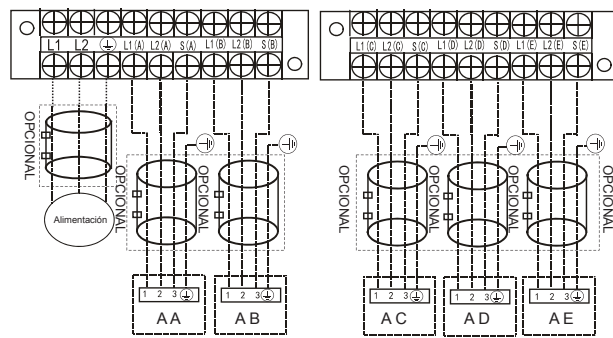 L1 L2 L1(A) L2(A) S(A) L1(B) L2(B) S(B)
L1(C) L2(C) S(C) L1(D) L2(D) S(D) L1(E) L2(E) S(E)
OPCIONAL
Alimentación
OPCIONAL
OPCIONAL
OPCIONAL
OPCIONAL
OPCIONAL
1 2 3
AA
1 2 3
AB
1 2 3
AC
1 2 3
AD
1 2 3
AE